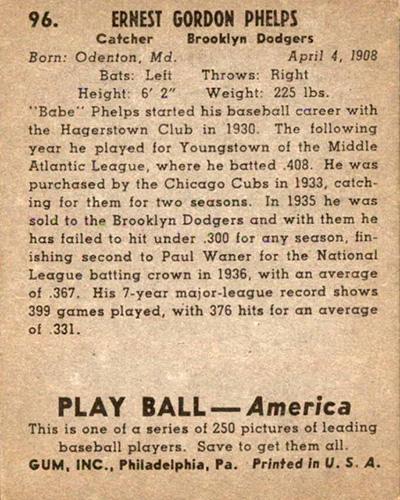 96. ERNEST GORDON PHELPS
Catcher Brooklyn Dodgers
Born: Odenton, Md. April 4, 1908
Bats: Left Throws: Right
Height: 6' 2" Weight: 225 lbs.
"Babe" Phelps started his baseball career with
the Hagerstown Club in 1930. The following
year he played for Youngstown of the Middle
Atlantic League, where he batted .408. He was
purchased by the Chicago Cubs in 1933, catch-
ing for them for two seasons. In 1935 he was
sold to the Brooklyn Dodgers and with them he
has failed to hit under .300 for any season, fin-
ishing second to Paul Waner for the National
League batting crown in 1936, with an average
of .367. His 7-year major-league record shows
399 games played, with 376 hits for an average
of .331.
PLAY BALL—America
This is one of a series of 250 pictures of leading
baseball players. Save to get them all.
GUM, INC., Philadelphia, Pa. Printed in U. S. A.